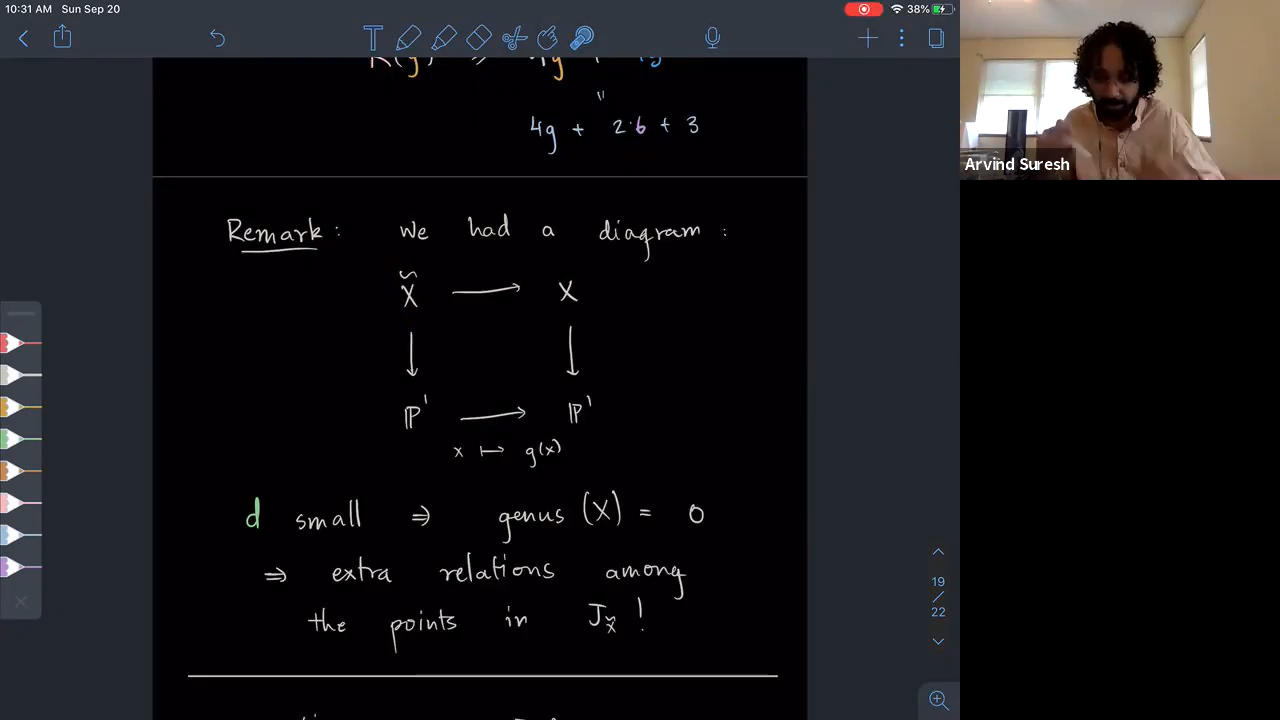 10:31 AM Sun Sep 20
38%
4g + 2·6 + 3
Remark: We had a diagram:
X̃ → X
↓ ↓
ℙ¹ → ℙ¹
x ↦ g(x)
d small ⇒ genus (X) = 0
⇒ extra relations among
the points in J_X̃ !
19
/
22
Arvind Suresh